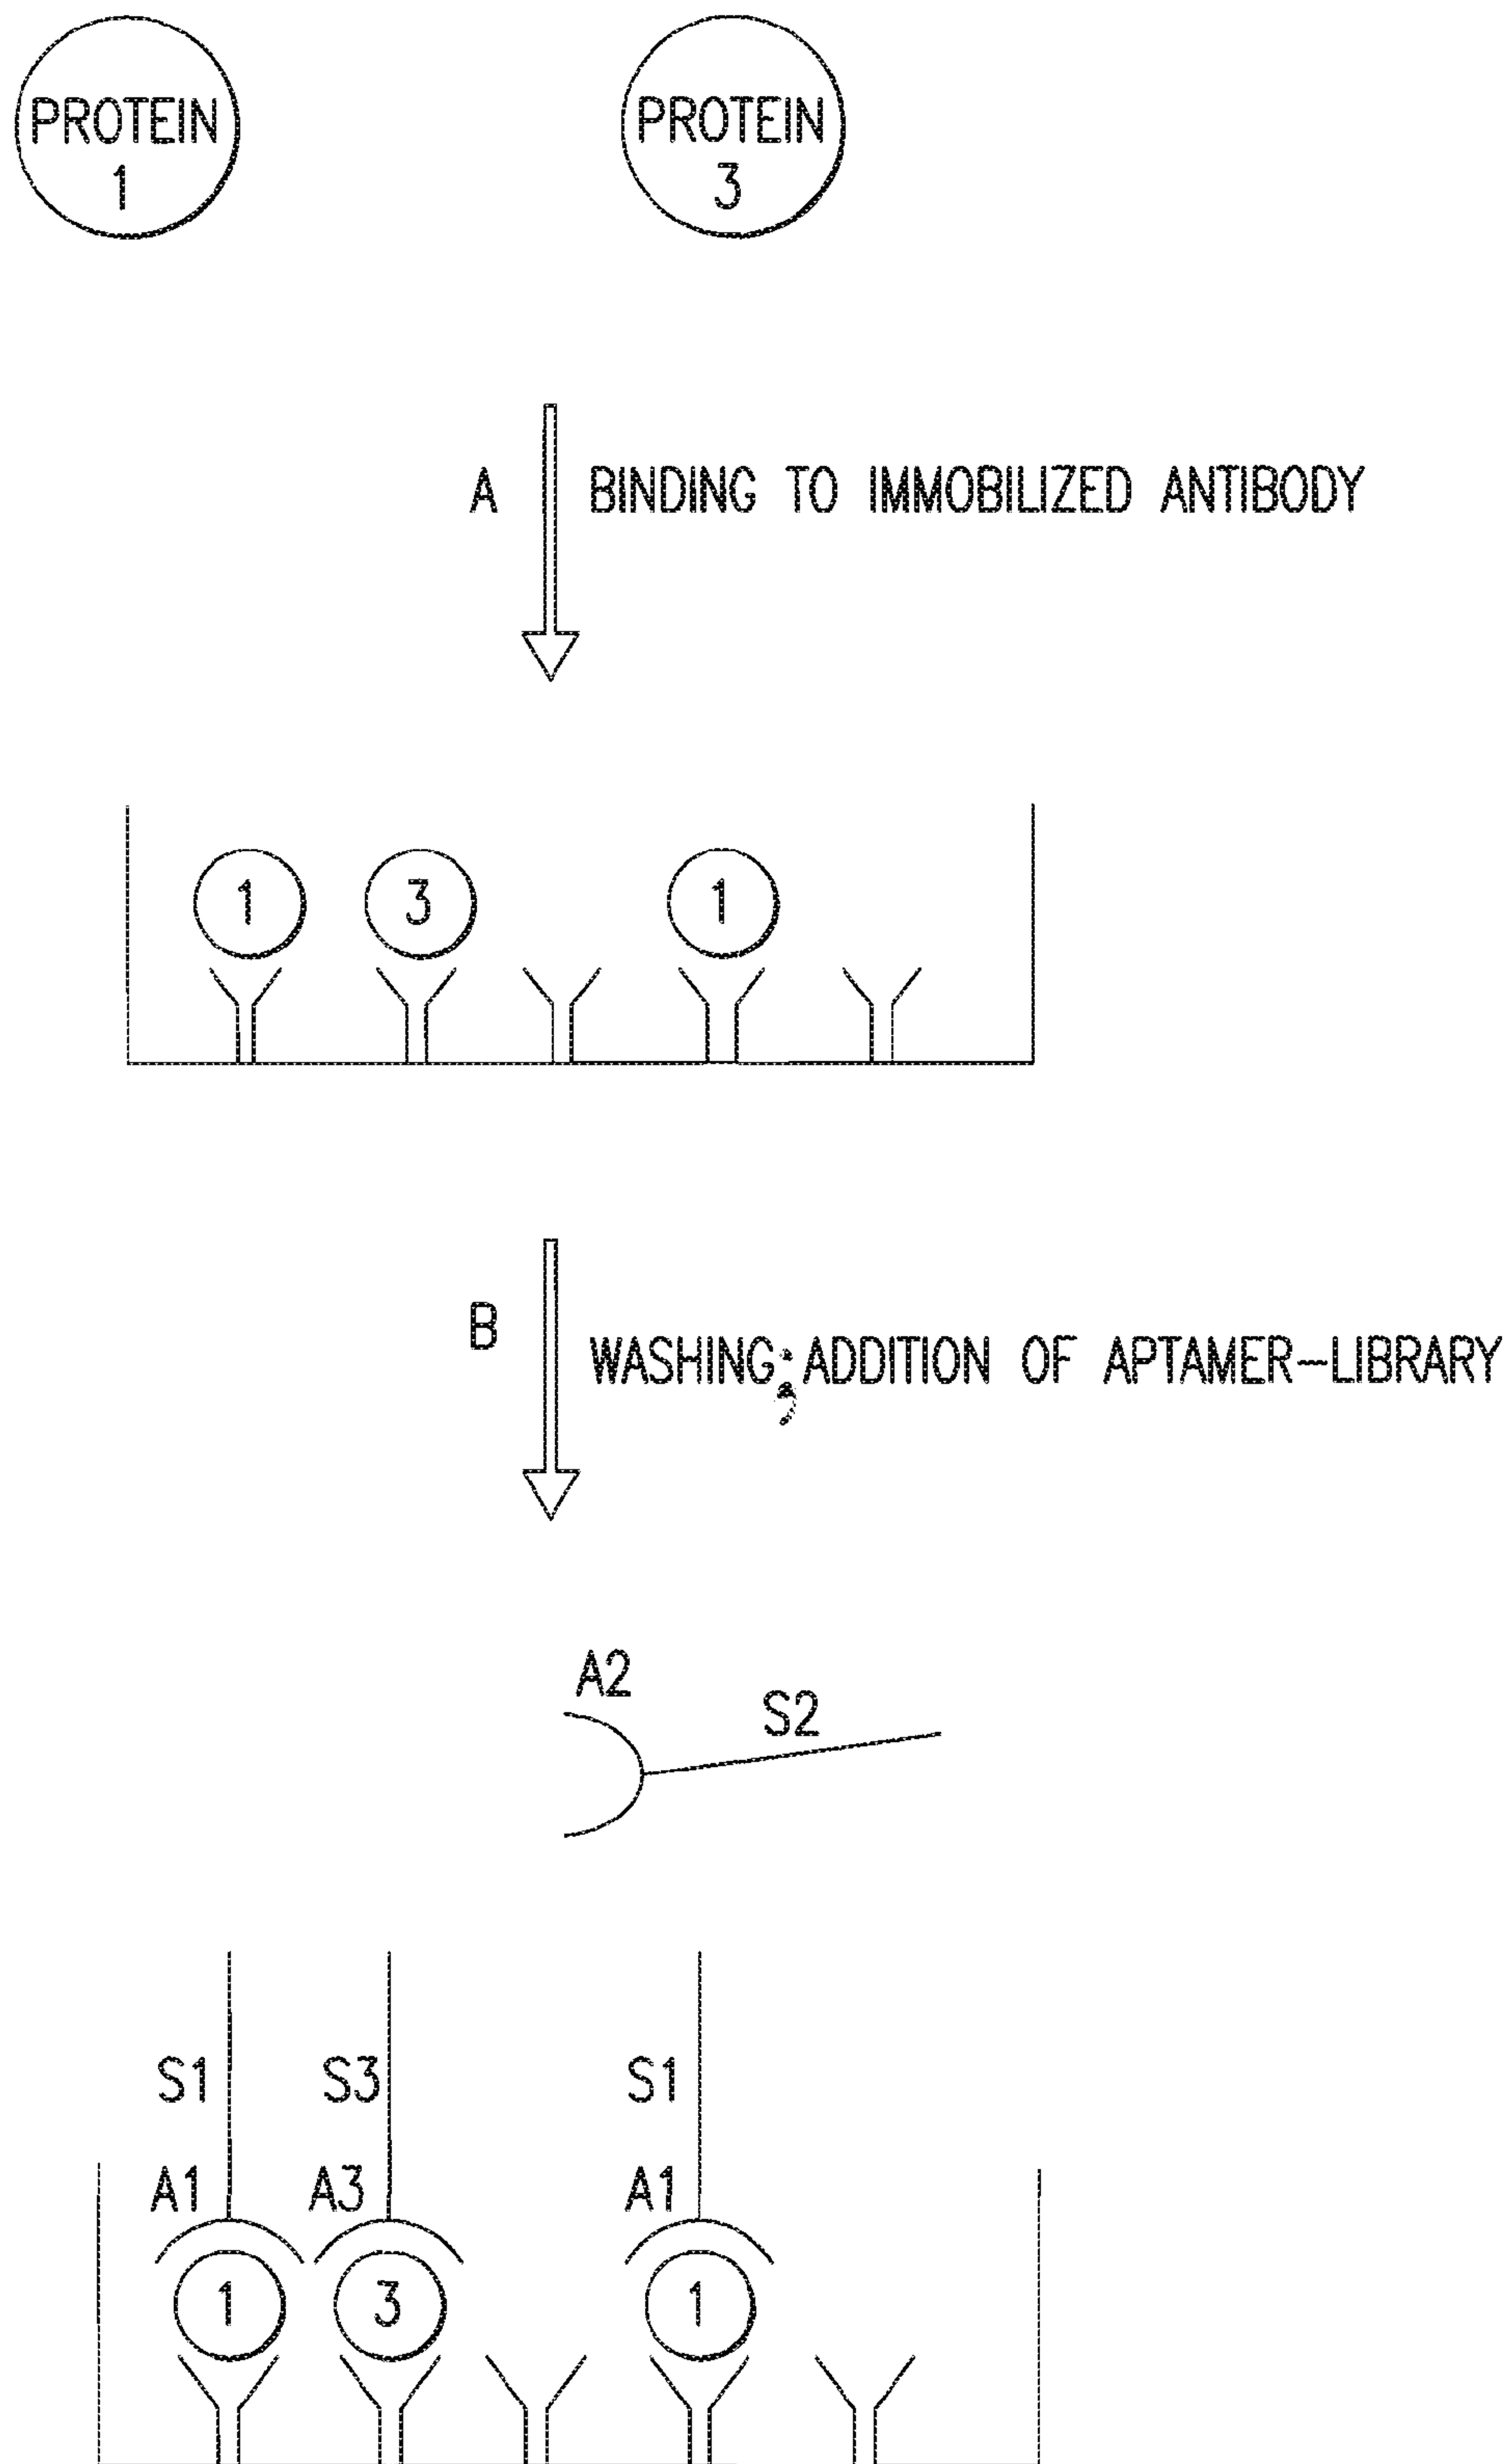 PROTEIN
1
PROTEIN
3
A
BINDING TO IMMOBILIZED ANTIBODY
1
3
1
B
WASHING; ADDITION OF APTAMER-LIBRARY
A2
S2
S1
S3
S1
A1
A3
A1
1
3
1